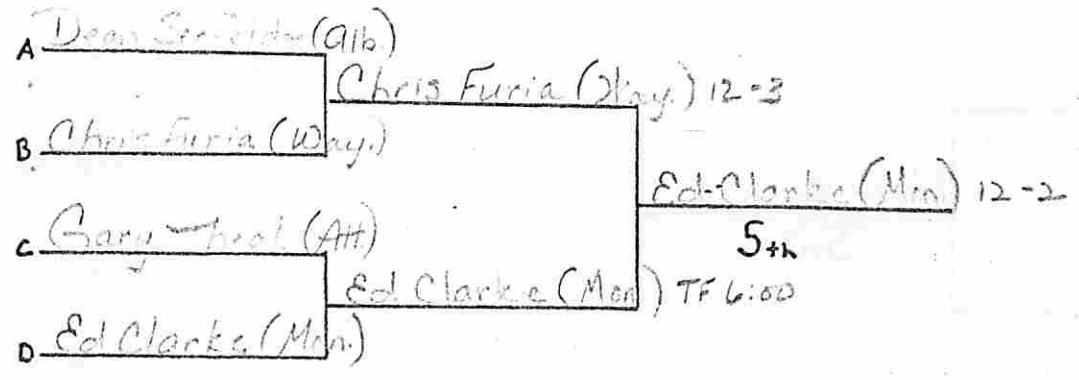 A Dean (Alb.)
Chris Furia (Way.) 12-3
B Chris Furia (Way.)
Ed Clarke (Mon) 12-2
5th
C Gary (Att)
Ed Clarke (Mon) TF 6:00
D Ed Clarke (Mon.)